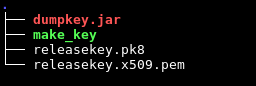 .
├── dumpkey.jar
├── make_key
├── releasekey.pk8
└── releasekey.x509.pem